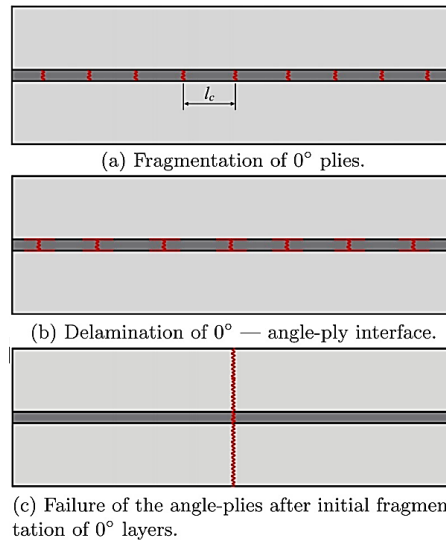 l_c
(a) Fragmentation of 0° plies.
(b) Delamination of 0° — angle-ply interface.
(c) Failure of the angle-plies after initial fragmen-
tation of 0° layers.